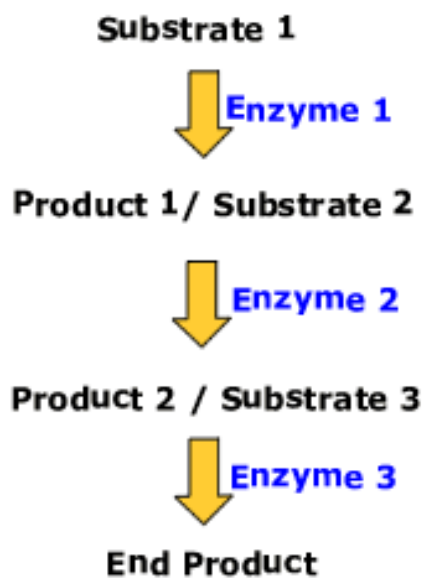 Substrate 1
Enzyme 1
Product 1/ Substrate 2
Enzyme 2
Product 2 / Substrate 3
Enzyme 3
End Product